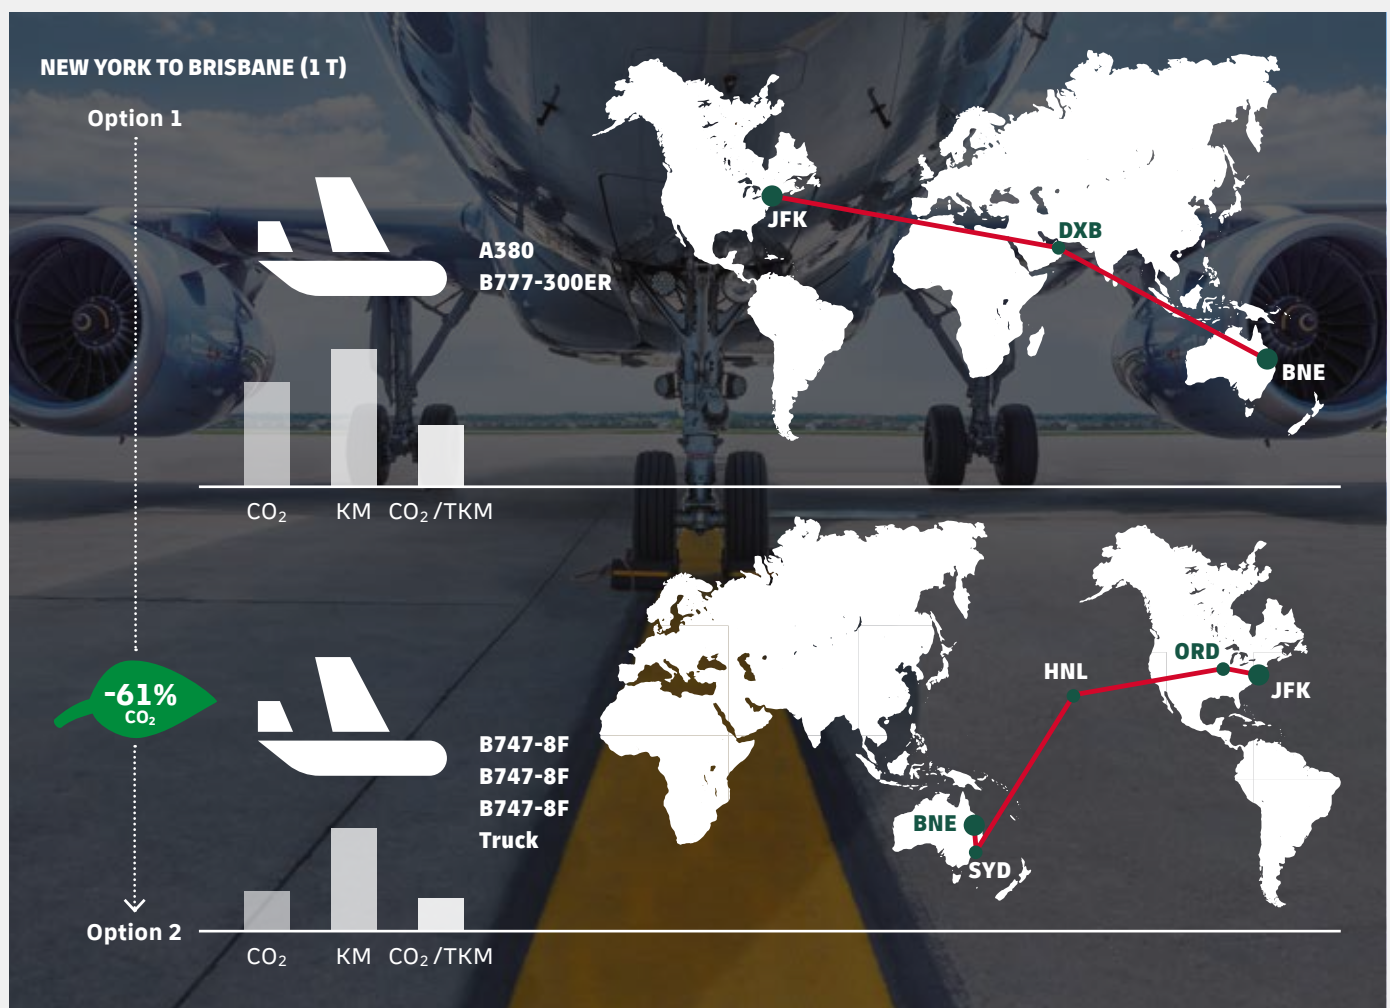 NEW YORK TO BRISBANE (1 T)
Option 1
A380
B777-300ER
JFK
DXB
BNE
CO₂
KM
CO₂/TKM
-61%
CO₂
B747-8F
B747-8F
B747-8F
Truck
HNL
ORD
JFK
BNE
SYD
Option 2
CO₂
KM
CO₂/TKM